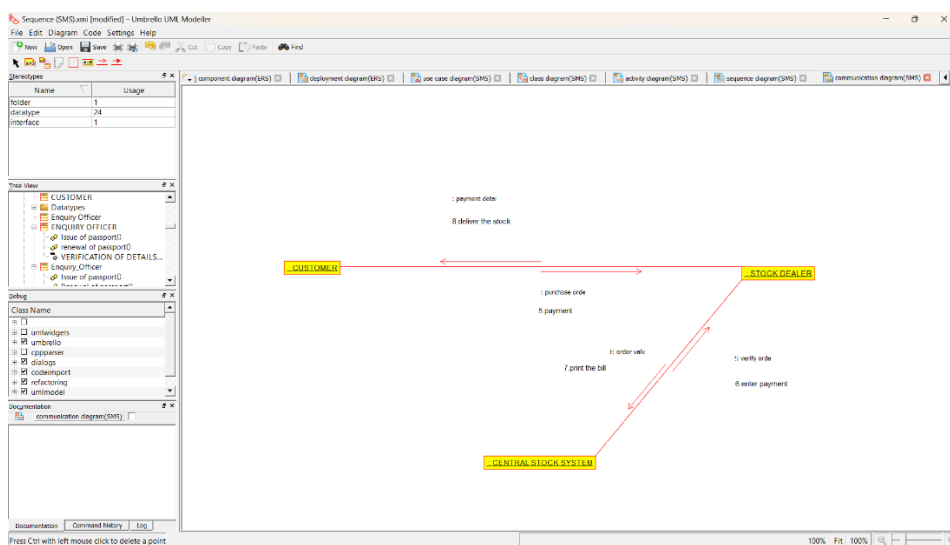 Sequence (SMS).xmi [modified] - Umbrello UML Modeller
File Edit Diagram Code Settings Help
New Open Save Cut Copy Paste Find
Stereotypes
Name Usage
folder 1
datatype 24
interface 1
component diagram(ERS) deployment diagram(ERS) use case diagram(SMS) class diagram(SMS) activity diagram(SMS) sequence diagram(SMS) communication diagram(SMS)
Tree View
CUSTOMER
Datatypes
Enquiry Officer
ENQUIRY OFFICER
Issue of passport()
renewal of passport()
VERIFICATION OF DETAILS...
Enquiry_Officer
Issue of passport()
Debug
Class Name
umlwidgets
umbrello
cppparser
dialogs
codeimport
refactoring
umlmodel
Documentation
communication diagram(SMS)
Documentation Command history Log
Press Ctrl with left mouse click to delete a point
100% Fit 100%
: payment detai
8 deliver the stock
: CUSTOMER
: STOCK DEALER
: purchase orde
5 payment
: order valu
7.print the bill
: verify orde
6.enter payment
: CENTRAL STOCK SYSTEM